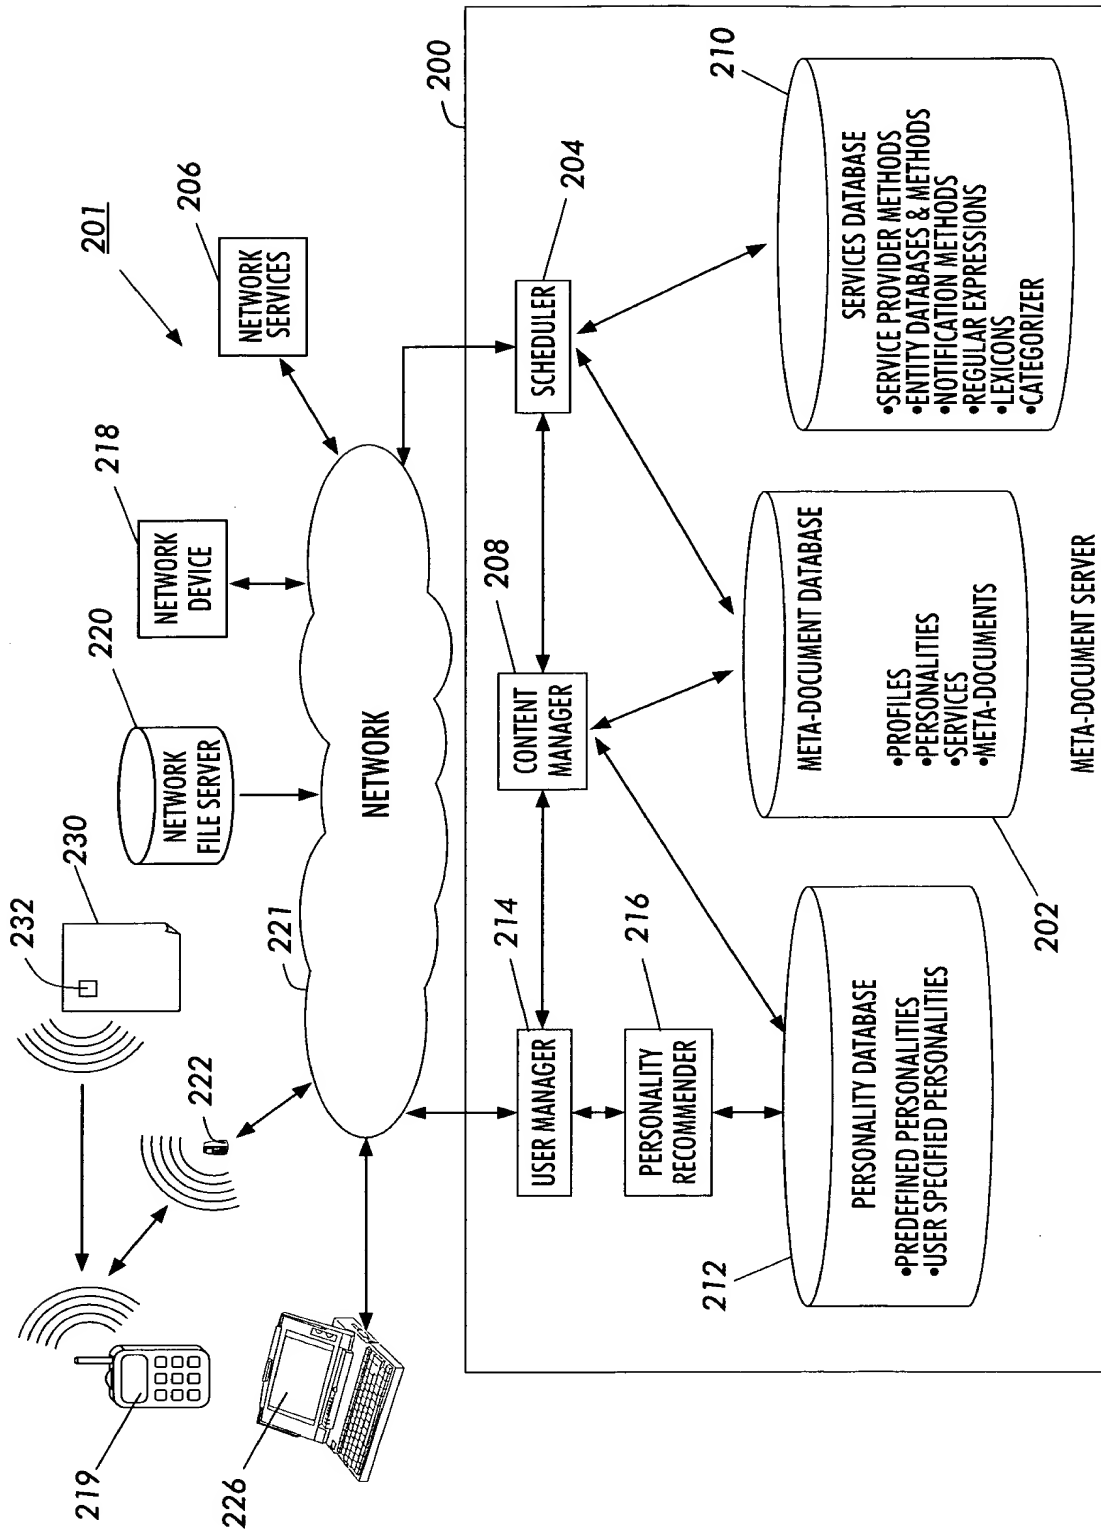 201
232
230
220
218
206
NETWORK
FILE SERVER
NETWORK
DEVICE
NETWORK
SERVICES
219
222
221
NETWORK
226
200
214
208
204
USER MANAGER
CONTENT
MANAGER
SCHEDULER
216
PERSONALITY
RECOMMENDER
212
PERSONALITY DATABASE
•PREDEFINED PERSONALITIES
•USER SPECIFIED PERSONALITIES
202
META-DOCUMENT DATABASE
•PROFILES
•PERSONALITIES
•SERVICES
•META-DOCUMENTS
210
SERVICES DATABASE
•SERVICE PROVIDER METHODS
•ENTITY DATABASES & METHODS
•NOTIFICATION METHODS
•REGULAR EXPRESSIONS
•LEXICONS
•CATEGORIZER
META-DOCUMENT SERVER